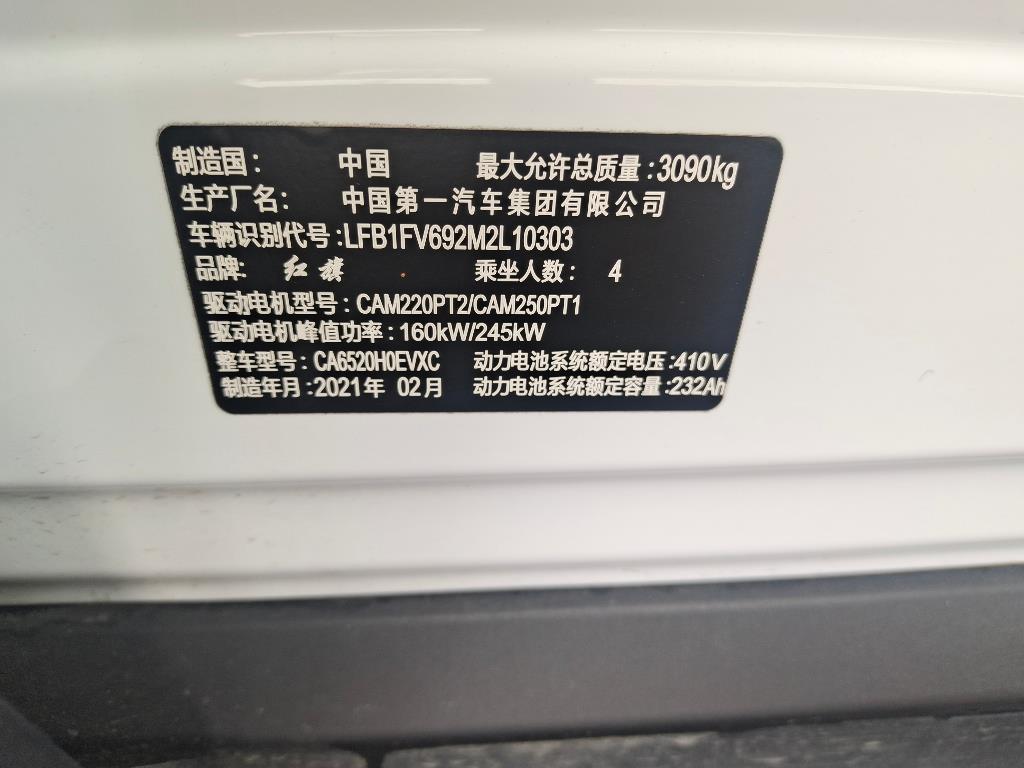 制造国： 中国 最大允许总质量：3090kg
生产厂名： 中国第一汽车集团有限公司
车辆识别代号：LFB1FV692M2L10303
品牌： 红旗 乘坐人数： 4
驱动电机型号：CAM220PT2/CAM250PT1
驱动电机峰值功率：160kW/245kW
整车型号：CA6520H0EVXC 动力电池系统额定电压：410V
制造年月：2021年 02月 动力电池系统额定容量：232Ah